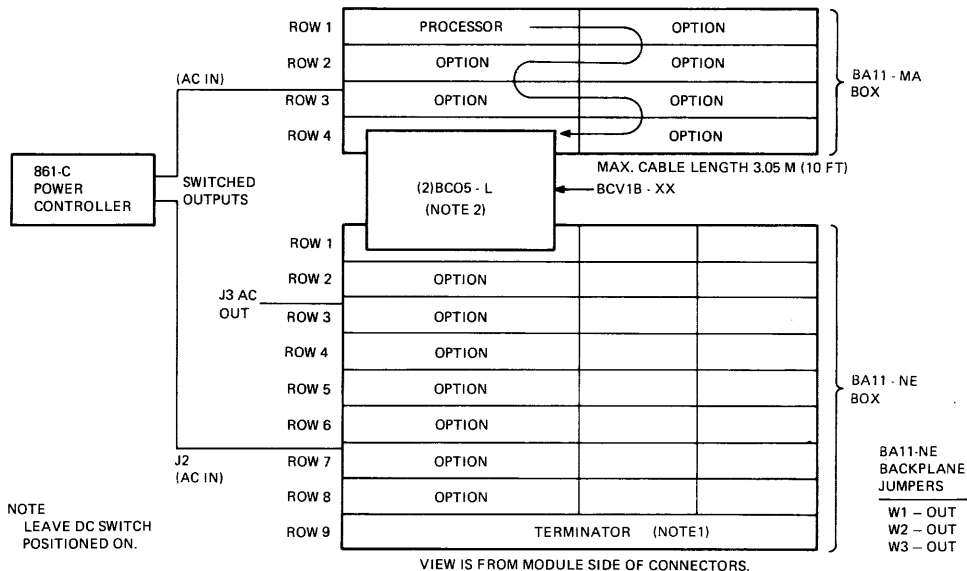 ROW 1 PROCESSOR OPTION
ROW 2 OPTION OPTION
(AC IN)
ROW 3 OPTION OPTION
ROW 4 OPTION
BA11 - MA
BOX
MAX. CABLE LENGTH 3.05 M (10 FT)
861-C
POWER
CONTROLLER
SWITCHED
OUTPUTS
(2)BC05 - L
(NOTE 2)
BCV1B - XX
ROW 1
ROW 2 OPTION
J3 AC
OUT
ROW 3 OPTION
ROW 4 OPTION
ROW 5 OPTION
ROW 6 OPTION
ROW 7 OPTION
ROW 8 OPTION
ROW 9 TERMINATOR (NOTE1)
BA11 - NE
BOX
J2
(AC IN)
BA11-NE
BACKPLANE
JUMPERS
W1 – OUT
W2 – OUT
W3 – OUT
NOTE
LEAVE DC SWITCH
POSITIONED ON.
VIEW IS FROM MODULE SIDE OF CONNECTORS.